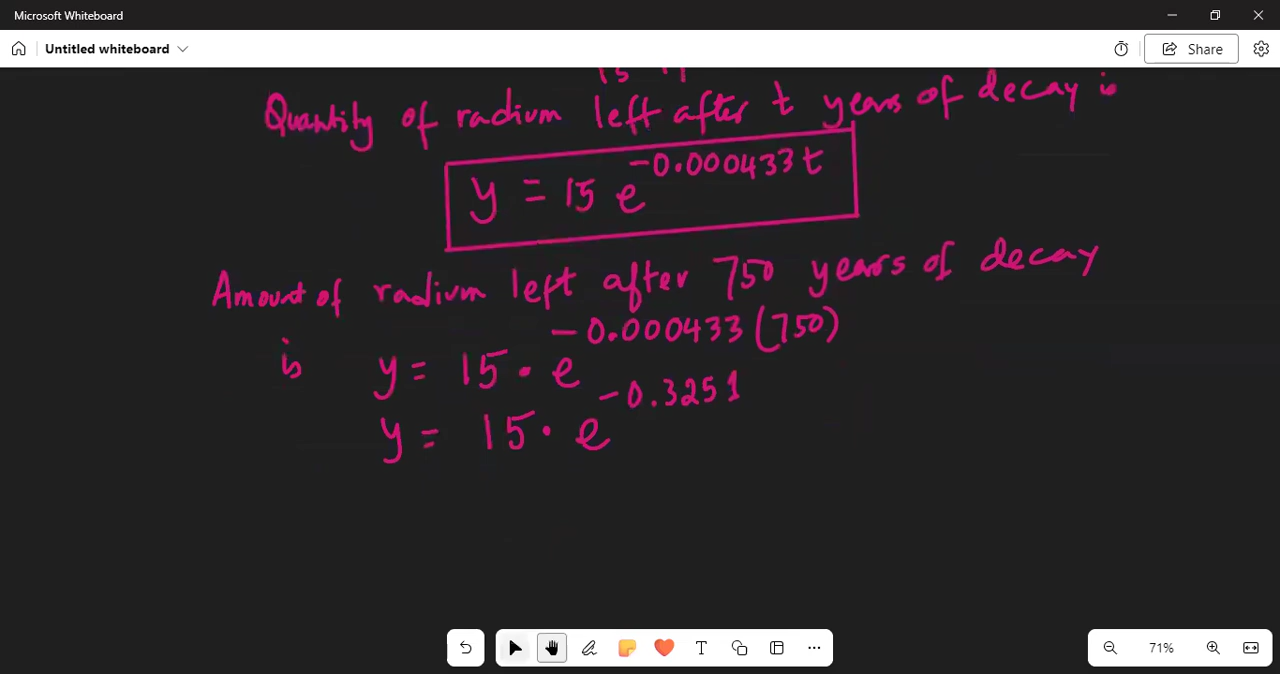 Microsoft Whiteboard
Untitled whiteboard
Share
Quantity of radium left after t years of decay is
y = 15 e^{-0.000433t}
Amount of radium left after 750 years of decay
is y = 15 · e^{-0.000433(750)}
y = 15 · e^{-0.3251}
T
71%